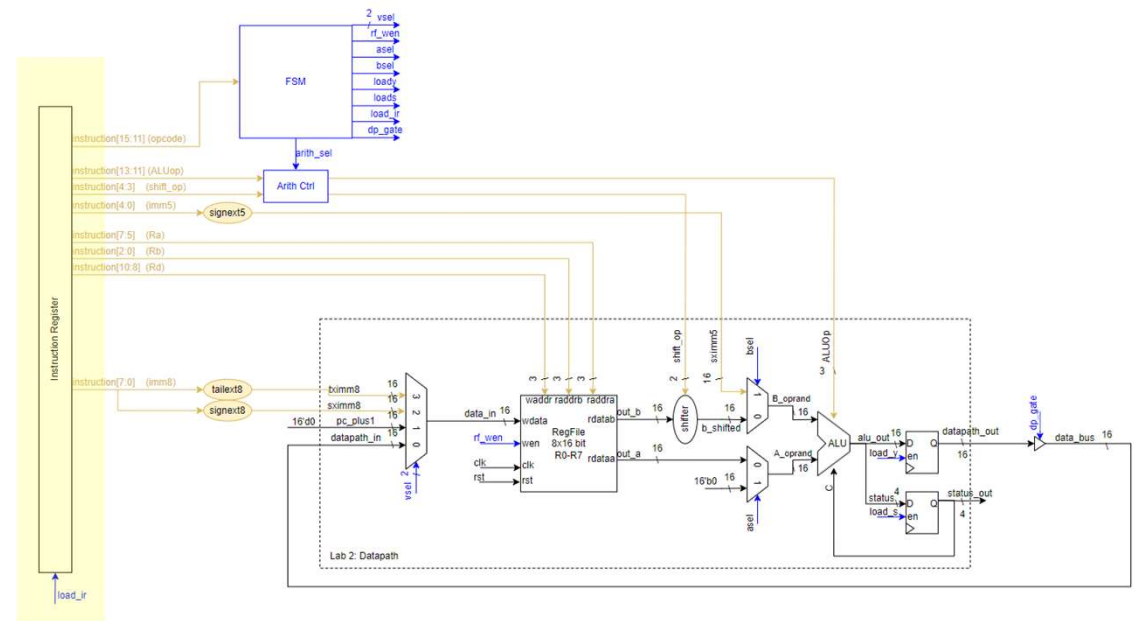 2 vsel
rf_wen
asel
bsel
loady
loads
load_ir
dp_gate
FSM
arith_sel
Arith Ctrl
Instruction Register
load_ir
instruction[15:11] (opcode)
instruction[13:11] (ALUop)
instruction[4:3] (shift_op)
instruction[4:0] (imm5)
signext5
instruction[7:5] (Ra)
instruction[2:0] (Rb)
instruction[10:8] (Rd)
instruction[7:0] (imm8)
tailext8
signext8
tximm8 16
sximm8 16
16'd0 pc_plus1 16
datapath_in 16
3
2
1
0
vsel 2
data_in 16
rf_wen
clk
rst
3 3 3
waddr raddrb raddra
wdata
wen
clk
rst
rdatab
rdataa
RegFile
8x16 bit
R0-R7
out_b 16
out_a 16
shift_op
2
shifter
b_shifted
16
sximm5
16
bsel
1
0
B_oprand
16
16'b0 16
0
1
asel
A_oprand
16
ALUOp
3
ALU
C
alu_out 16
load_y
D Q
en
datapath_out
16
status 4
load_s
D Q
en
status_out
4
dp_gate
data_bus 16
Lab 2: Datapath